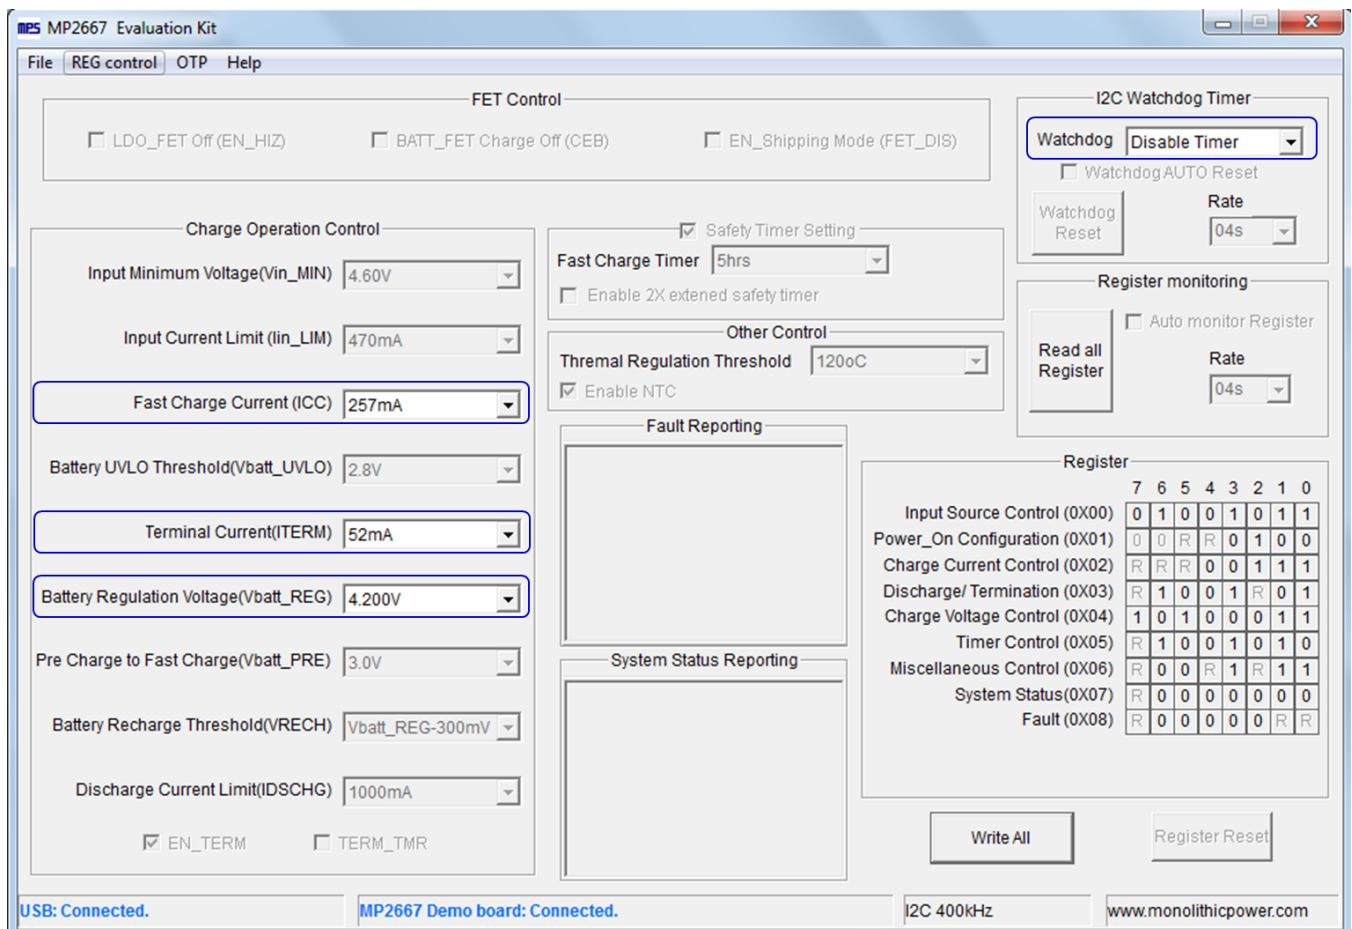 mps MP2667 Evaluation Kit
File REG control OTP Help
FET Control
LDO_FET Off (EN_HIZ) BATT_FET Charge Off (CEB) EN_Shipping Mode (FET_DIS)
I2C Watchdog Timer
Watchdog Disable Timer
Watchdog AUTO Reset
Watchdog
Reset
Rate
04s
Charge Operation Control
Input Minimum Voltage(Vin_MIN) 4.60V
Input Current Limit (Iin_LIM) 470mA
Fast Charge Current (ICC) 257mA
Battery UVLO Threshold(Vbatt_UVLO) 2.8V
Terminal Current(ITERM) 52mA
Battery Regulation Voltage(Vbatt_REG) 4.200V
Pre Charge to Fast Charge(Vbatt_PRE) 3.0V
Battery Recharge Threshold(VRECH) Vbatt_REG-300mV
Discharge Current Limit(IDSCHG) 1000mA
EN_TERM TERM_TMR
Safety Timer Setting
Fast Charge Timer 5hrs
Enable 2X extened safety timer
Other Control
Thremal Regulation Threshold 120oC
Enable NTC
Fault Reporting
System Status Reporting
Register monitoring
Auto monitor Register
Read all
Register
Rate
04s
Register
7 6 5 4 3 2 1 0
Input Source Control (0X00) 0 1 0 0 1 0 1 1
Power_On Configuration (0X01) 0 0 R R 0 1 0 0
Charge Current Control (0X02) R R R 0 0 1 1 1
Discharge/ Termination (0X03) R 1 0 0 1 R 0 1
Charge Voltage Control (0X04) 1 0 1 0 0 0 1 1
Timer Control (0X05) R 1 0 0 1 0 1 0
Miscellaneous Control (0X06) R 0 0 R 1 R 1 1
System Status(0X07) R 0 0 0 0 0 0 0
Fault (0X08) R 0 0 0 0 0 R R
Write All Register Reset
USB: Connected. MP2667 Demo board: Connected. I2C 400kHz www.monolithicpower.com